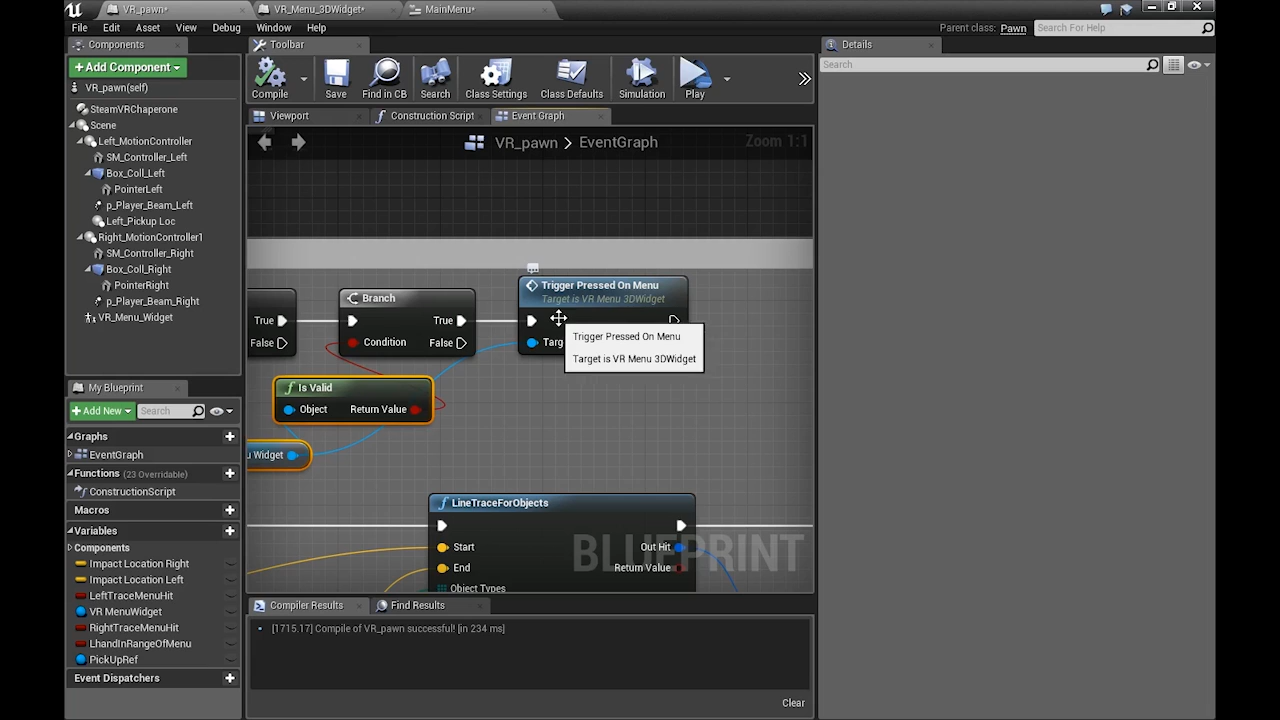 VR_pawn*
VR_Menu_3DWidget*
MainMenu*
File Edit Asset View Debug Window Help
Parent class: Pawn
Search For Help
Components
+ Add Component
VR_pawn(self)
SteamVRChaperone
Scene
Left_MotionController
SM_Controller_Left
Box_Coll_Left
PointerLeft
p_Player_Beam_Left
Left_Pickup Loc
Right_MotionController1
SM_Controller_Right
Box_Coll_Right
PointerRight
p_Player_Beam_Right
VR_Menu_Widget
My Blueprint
+ Add New
Search
Graphs
EventGraph
Functions (23 Overridable)
ConstructionScript
Macros
Variables
Components
Impact Location Right
Impact Location Left
LeftTraceMenuHit
VR MenuWidget
RightTraceMenuHit
LhandInRangeOfMenu
PickUpRef
Event Dispatchers
Toolbar
Compile
Save
Find in CB
Search
Class Settings
Class Defaults
Simulation
Play
Viewport
Construction Script
Event Graph
VR_pawn > EventGraph
Zoom 1:1
True
False
Branch
True
Condition
False
Trigger Pressed On Menu
Target is VR Menu 3DWidget
Targ
Trigger Pressed On Menu
Target is VR Menu 3DWidget
Is Valid
Object
Return Value
u Widget
LineTraceForObjects
Start
Out Hit
End
Return Value
Object Types
BLUEPRINT
Compiler Results
Find Results
[1715.17] Compile of VR_pawn successful! [in 234 ms]
Clear
Details
Search